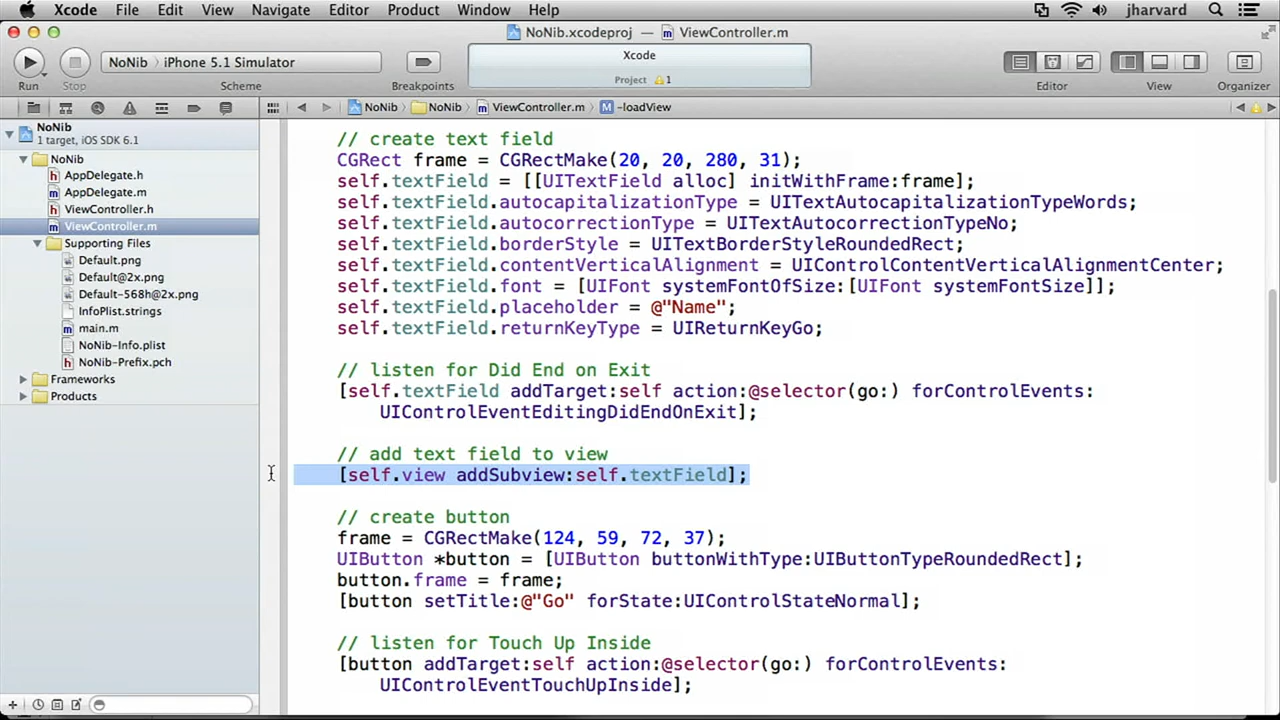 Xcode File Edit View Navigate Editor Product Window Help jharvard
NoNib.xcodeproj — ViewController.m
NoNib iPhone 5.1 Simulator
Xcode
Project 1
Run Stop Scheme Breakpoints Editor View Organizer
NoNib NoNib ViewController.m M -loadView
NoNib
1 target, iOS SDK 6.1
NoNib
h AppDelegate.h
m AppDelegate.m
h ViewController.h
m ViewController.m
Supporting Files
Default.png
Default@2x.png
Default-568h@2x.png
InfoPlist.strings
m main.m
NoNib-Info.plist
h NoNib-Prefix.pch
Frameworks
Products
// create text field
CGRect frame = CGRectMake(20, 20, 280, 31);
self.textField = [[UITextField alloc] initWithFrame:frame];
self.textField.autocapitalizationType = UITextAutocapitalizationTypeWords;
self.textField.autocorrectionType = UITextAutocorrectionTypeNo;
self.textField.borderStyle = UITextBorderStyleRoundedRect;
self.textField.contentVerticalAlignment = UIControlContentVerticalAlignmentCenter;
self.textField.font = [UIFont systemFontOfSize:[UIFont systemFontSize]];
self.textField.placeholder = @"Name";
self.textField.returnKeyType = UIReturnKeyGo;
// listen for Did End on Exit
[self.textField addTarget:self action:@selector(go:) forControlEvents:
UIControlEventEditingDidEndOnExit];
// add text field to view
[self.view addSubview:self.textField];
// create button
frame = CGRectMake(124, 59, 72, 37);
UIButton *button = [UIButton buttonWithType:UIButtonTypeRoundedRect];
button.frame = frame;
[button setTitle:@"Go" forState:UIControlStateNormal];
// listen for Touch Up Inside
[button addTarget:self action:@selector(go:) forControlEvents:
UIControlEventTouchUpInside];